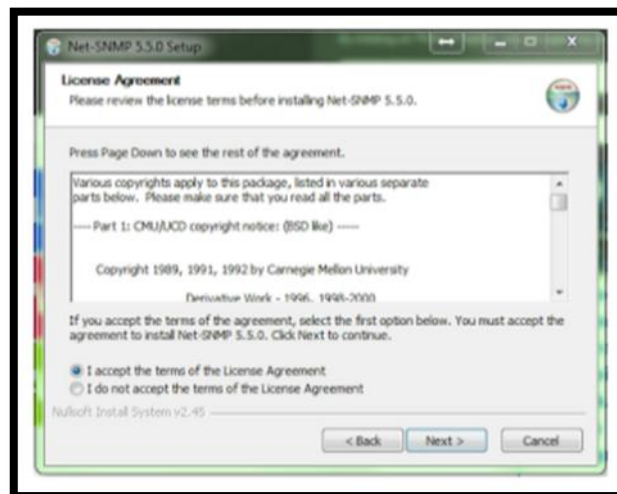 Net-SNMP 5.5.0 Setup
License Agreement
Please review the license terms before installing Net-SNMP 5.5.0.
Press Page Down to see the rest of the agreement.
Various copyrights apply to this package, listed in various separate
parts below. Please make sure that you read all the parts.
---- Part 1: CMU/UCD copyright notice: (BSD like) -----
Copyright 1989, 1991, 1992 by Carnegie Mellon University
Derivative Work - 1996, 1998-2000
If you accept the terms of the agreement, select the first option below. You must accept the
agreement to install Net-SNMP 5.5.0. Click Next to continue.
I accept the terms of the License Agreement
I do not accept the terms of the License Agreement
Nullsoft Install System v2.45
< Back Next > Cancel